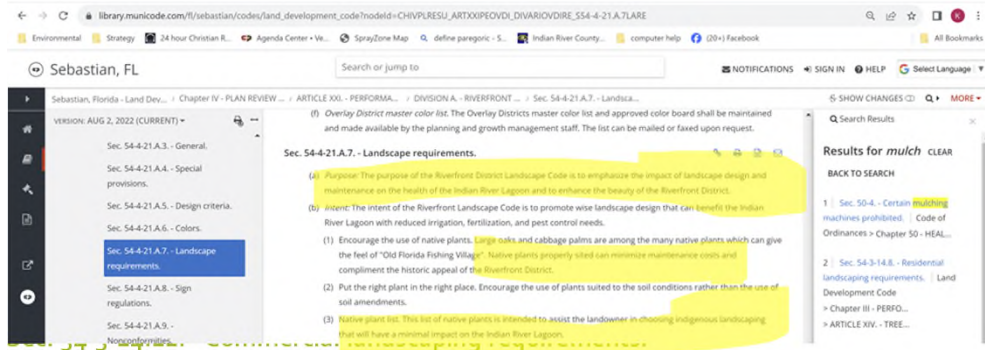 library.municode.com/fl/sebastian/codes/land_development_code?nodeId=CHIVPLRESU_ARTXXIPEOVDI_DIVARIOVDIRE_S54-4-21.A.7LARE
Environmental Strategy 24 hour Christian R... Agenda Center • Ve... SprayZone Map define paregoric - S... Indian River County... computer help (20+) Facebook All Bookmarks
Sebastian, FL
Search or jump to
NOTIFICATIONS SIGN IN HELP Select Language
Sebastian, Florida - Land Dev... / Chapter IV - PLAN REVIEW ... / ARTICLE XXI. - PERFORMA... / DIVISION A. - RIVERFRONT ... / Sec. 54-4-21.A.7. - Landsca...
SHOW CHANGES MORE
VERSION: AUG 2, 2022 (CURRENT)
Sec. 54-4-21.A.3. - General.
Sec. 54-4-21.A.4. - Special
provisions.
Sec. 54-4-21.A.5. - Design criteria.
Sec. 54-4-21.A.6. - Colors.
Sec. 54-4-21.A.7. - Landscape
requirements.
Sec. 54-4-21.A.8. - Sign
regulations.
Sec. 54-4-21.A.9. -
Nonconformities.
(f) Overlay District master color list. The Overlay Districts master color list and approved color board shall be maintained
and made available by the planning and growth management staff. The list can be mailed or faxed upon request.
Sec. 54-4-21.A.7. - Landscape requirements.
(a) Purpose: The purpose of the Riverfront District Landscape Code is to emphasize the impact of landscape design and
maintenance on the health of the Indian River Lagoon and to enhance the beauty of the Riverfront District.
(b) Intent: The intent of the Riverfront Landscape Code is to promote wise landscape design that can benefit the Indian
River Lagoon with reduced irrigation, fertilization, and pest control needs.
(1) Encourage the use of native plants. Large oaks and cabbage palms are among the many native plants which can give
the feel of "Old Florida Fishing Village". Native plants properly sited can minimize maintenance costs and
compliment the historic appeal of the Riverfront District.
(2) Put the right plant in the right place. Encourage the use of plants suited to the soil conditions rather than the use of
soil amendments.
(3) Native plant list. This list of native plants is intended to assist the landowner in choosing indigenous landscaping
that will have a minimal impact on the Indian River Lagoon.
Search Results
Results for mulch CLEAR
BACK TO SEARCH
1 Sec. 50-4. - Certain mulching
machines prohibited. Code of
Ordinances > Chapter 50 - HEAL...
2 Sec. 54-3-14.8. - Residential
landscaping requirements. Land
Development Code
> Chapter III - PERFO...
> ARTICLE XIV. - TREE...